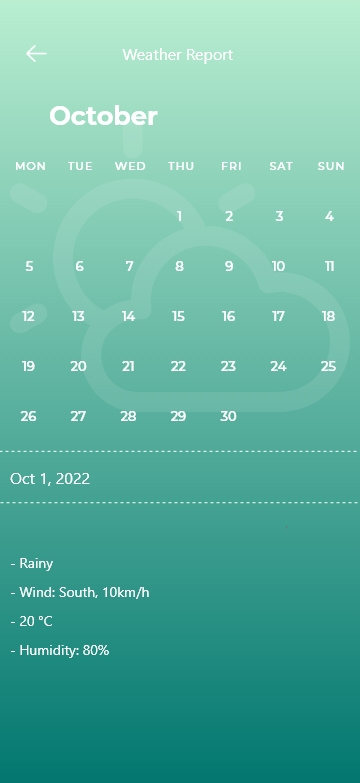 Weather Report
October
MON TUE WED THU FRI SAT SUN
1 2 3 4
5 6 7 8 9 10 11
12 13 14 15 16 17 18
19 20 21 22 23 24 25
26 27 28 29 30
Oct 1, 2022
- Rainy
- Wind: South, 10km/h
- 20 °C
- Humidity: 80%